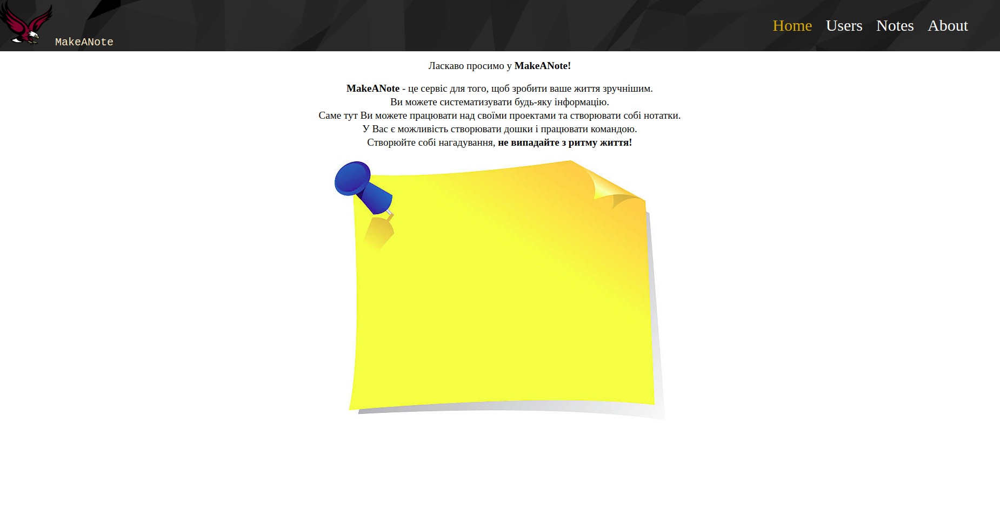 MakeANote
Home Users Notes About
Ласкаво просимо у MakeANote!
MakeANote - це сервіс для того, щоб зробити ваше життя зручнішим.
Ви можете систематизувати будь-яку інформацію.
Саме тут Ви можете працювати над своїми проектами та створювати собі нотатки.
У Вас є можливість створювати дошки і працювати командою.
Створюйте собі нагадування, не випадайте з ритму життя!